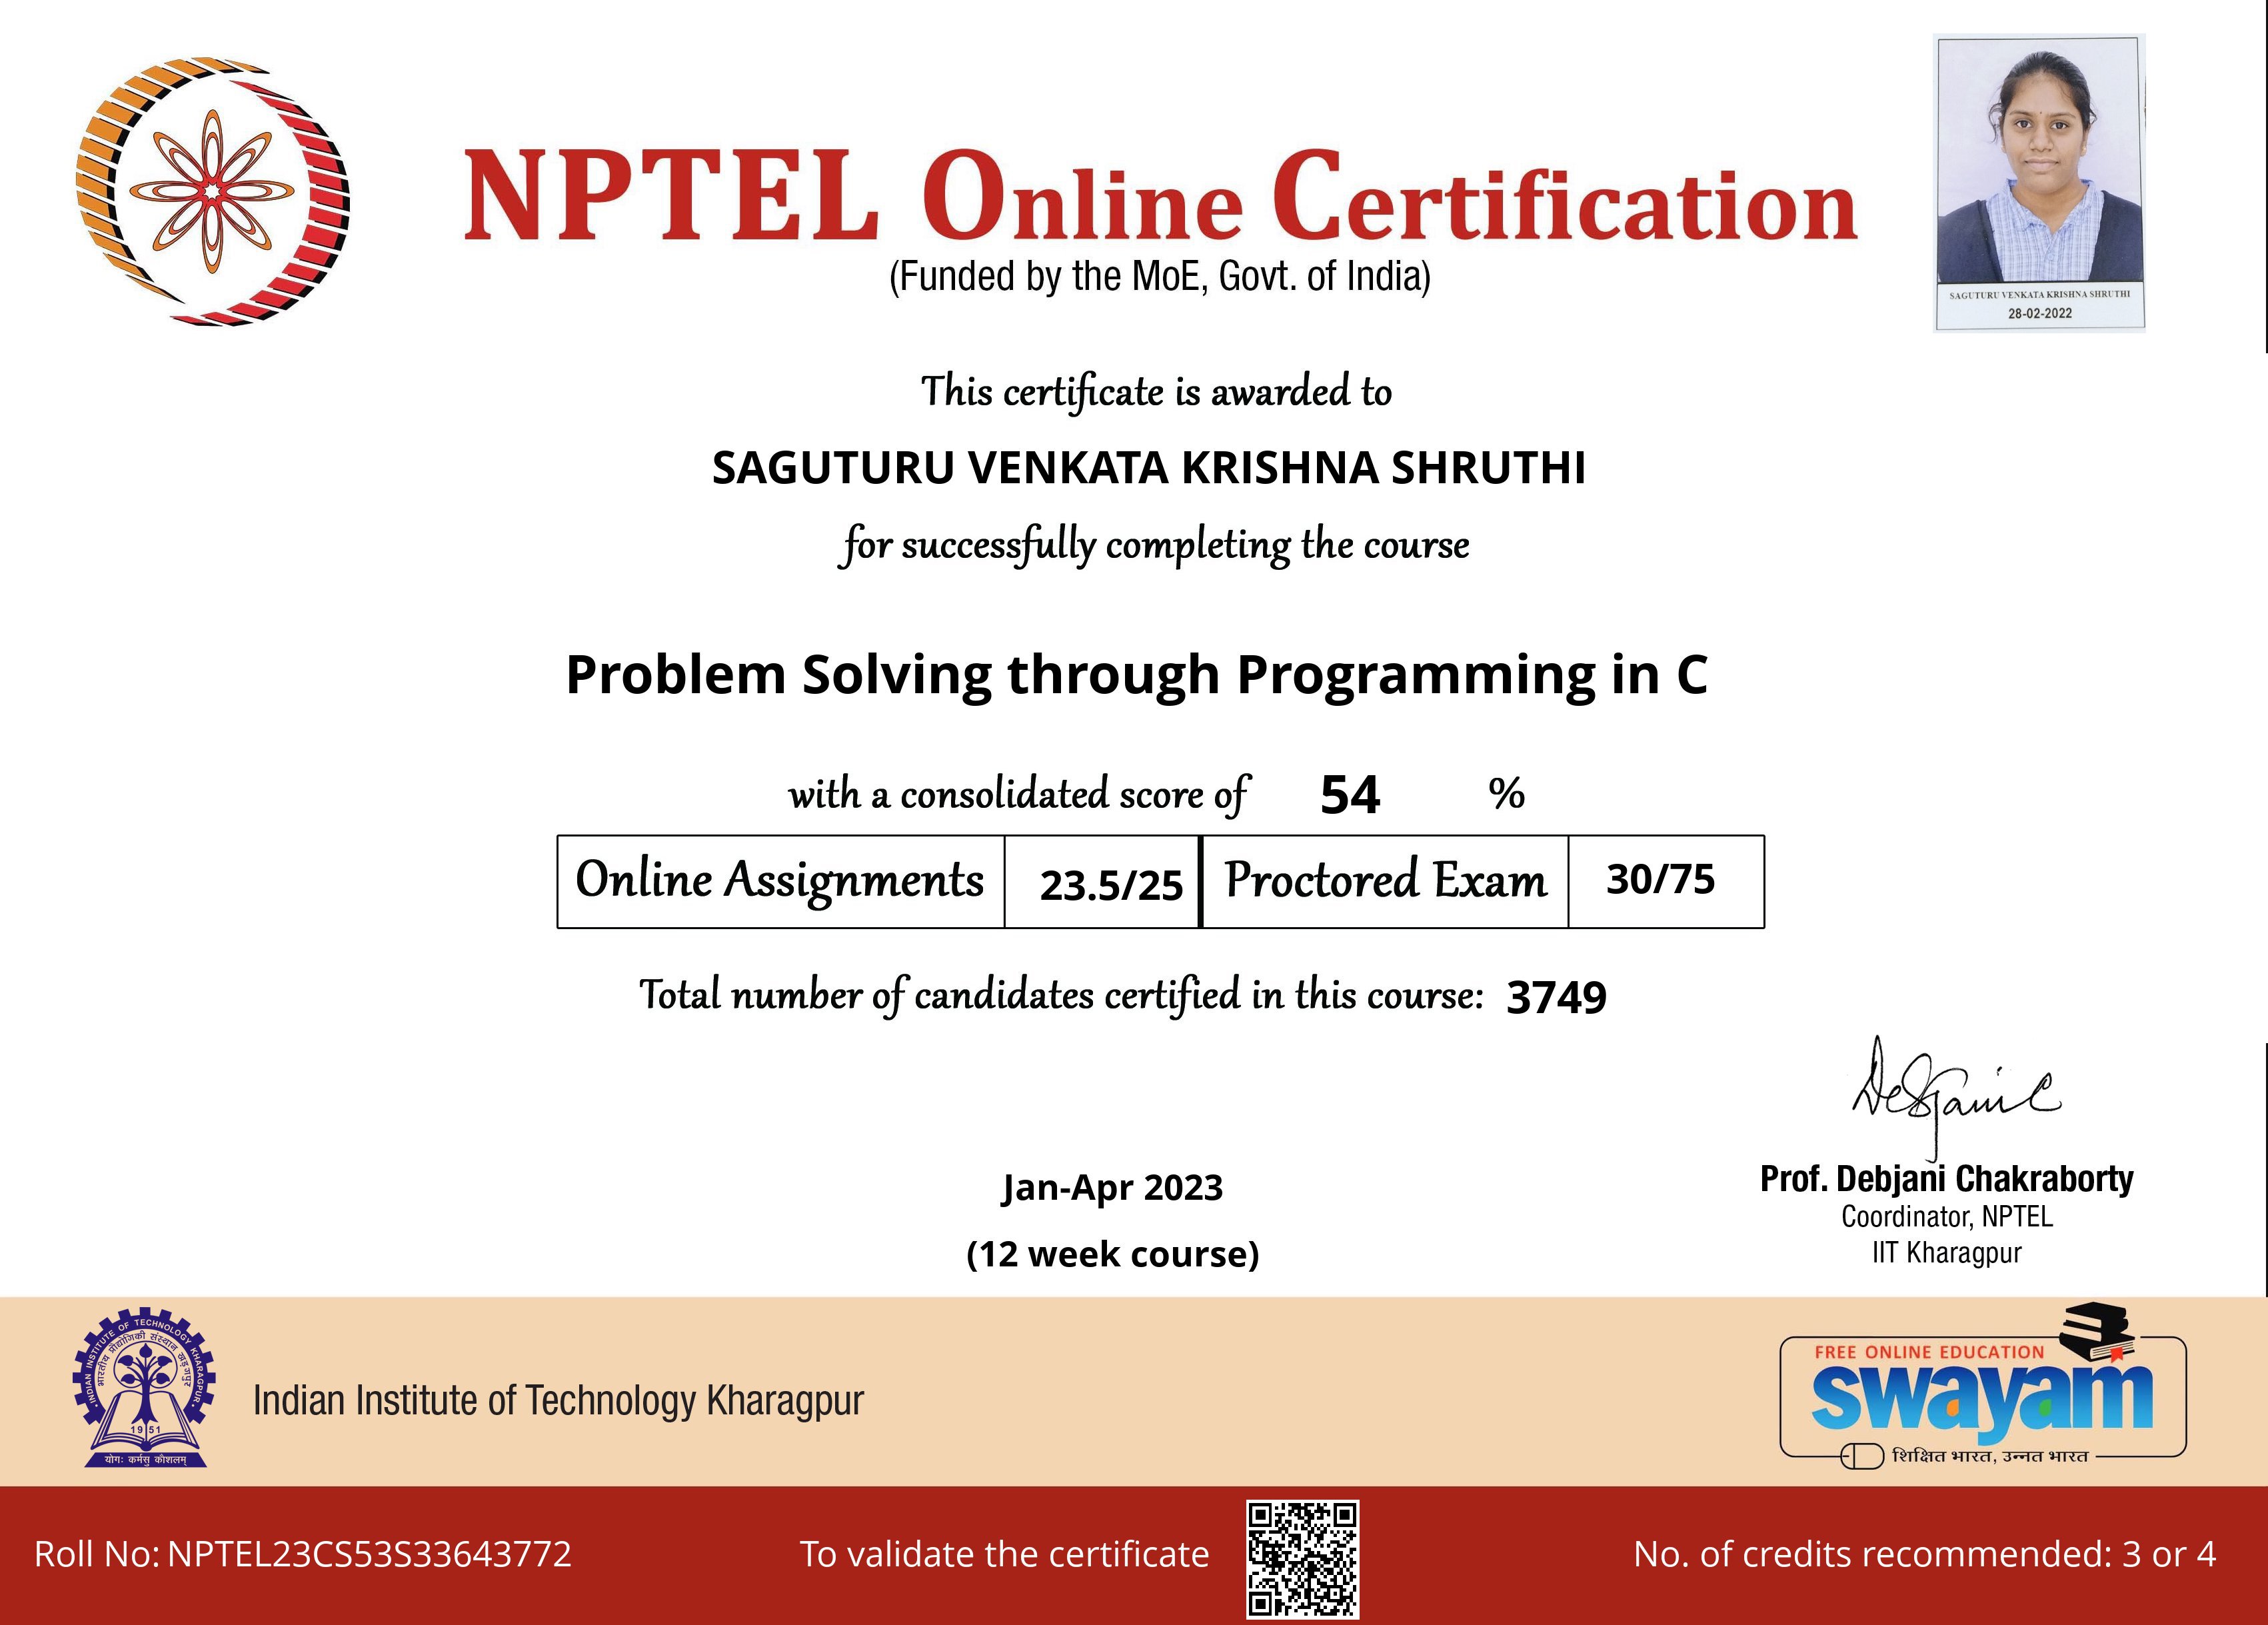 NPTEL Online Certification
(Funded by the MoE, Govt. of India)
SAGUTURU VENKATA KRISHNA SHRUTHI
28-02-2022
This certificate is awarded to
SAGUTURU VENKATA KRISHNA SHRUTHI
for successfully completing the course
Problem Solving through Programming in C
with a consolidated score of 54 %
Online Assignments 23.5/25 Proctored Exam 30/75
Total number of candidates certified in this course: 3749
Jan-Apr 2023
(12 week course)
Prof. Debjani Chakraborty
Coordinator, NPTEL
IIT Kharagpur
INDIAN INSTITUTE OF TECHNOLOGY KHARAGPUR
भारतीय प्रौद्योगिकी संस्थान खड़गपुर
1951
योगः कर्मसु कौशलम्
Indian Institute of Technology Kharagpur
FREE ONLINE EDUCATION
swayam
शिक्षित भारत, उन्नत भारत
Roll No: NPTEL23CS53S33643772
To validate the certificate
No. of credits recommended: 3 or 4